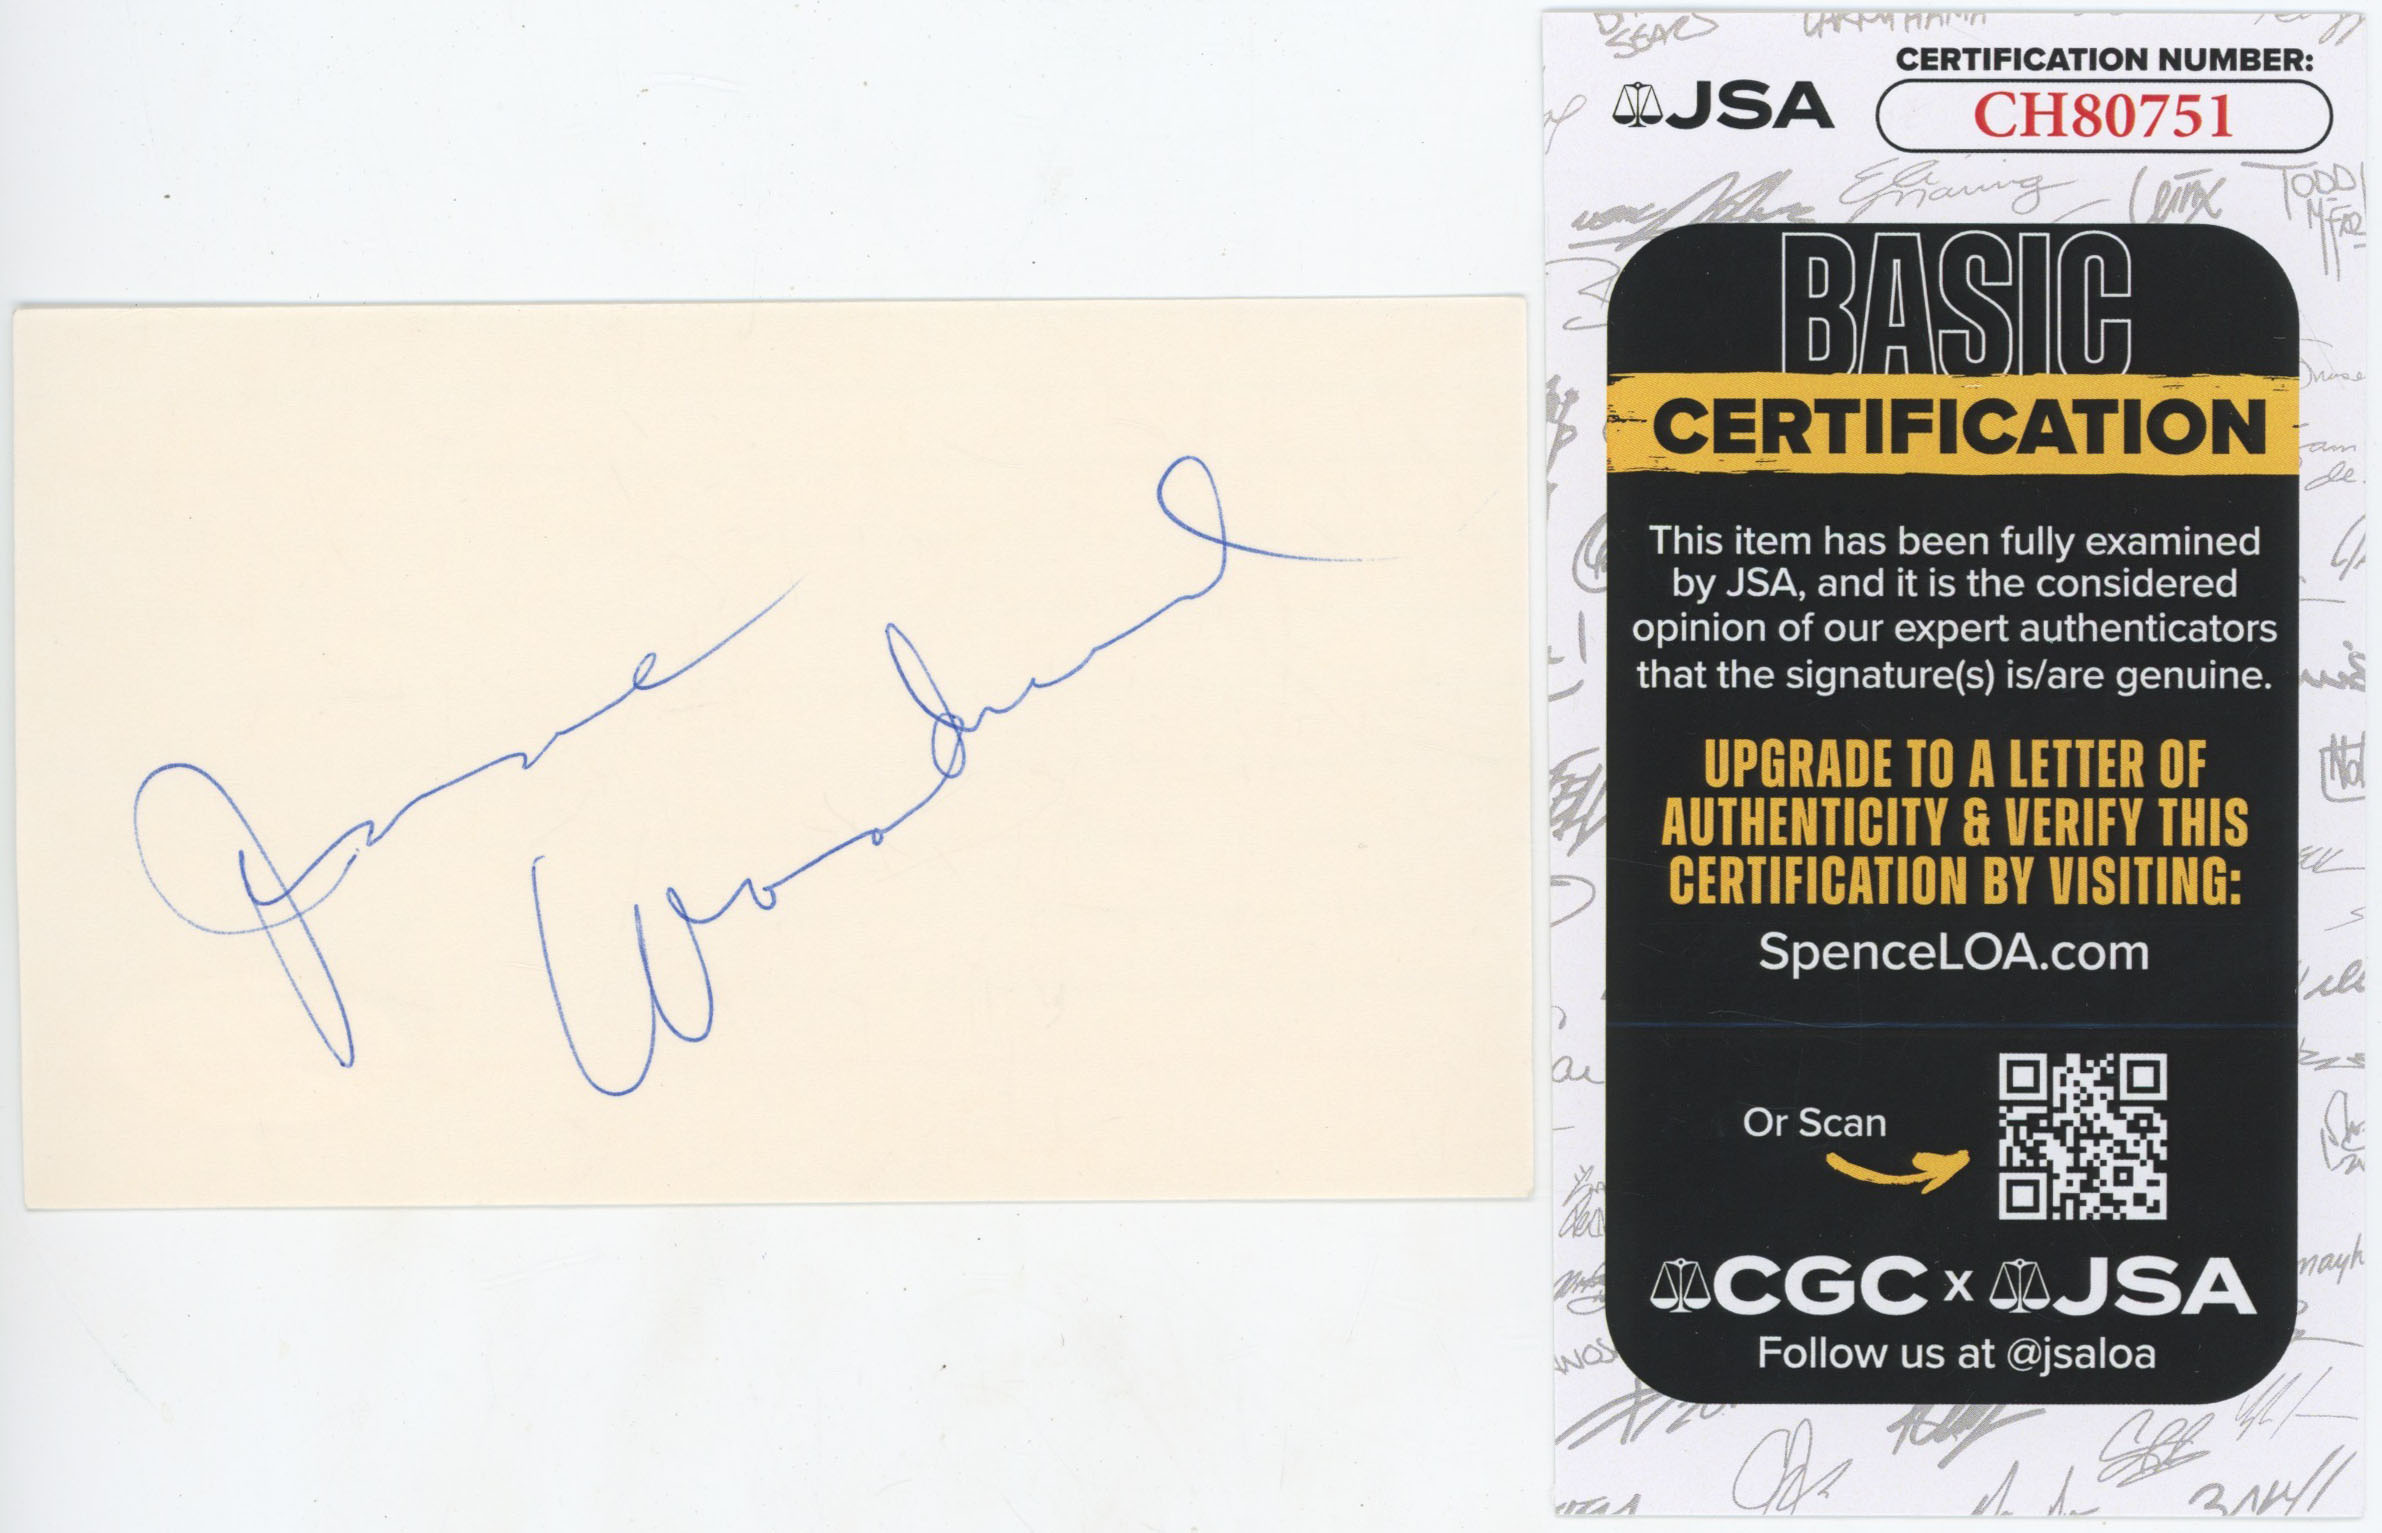 Joanne
Woodward
JSA
CERTIFICATION NUMBER:
CH80751
BASIC
CERTIFICATION
This item has been fully examined
by JSA, and it is the considered
opinion of our expert authenticators
that the signature(s) is/are genuine.
UPGRADE TO A LETTER OF
AUTHENTICITY & VERIFY THIS
CERTIFICATION BY VISITING:
SpenceLOA.com
Or Scan
CGC x JSA
Follow us at @jsaloa